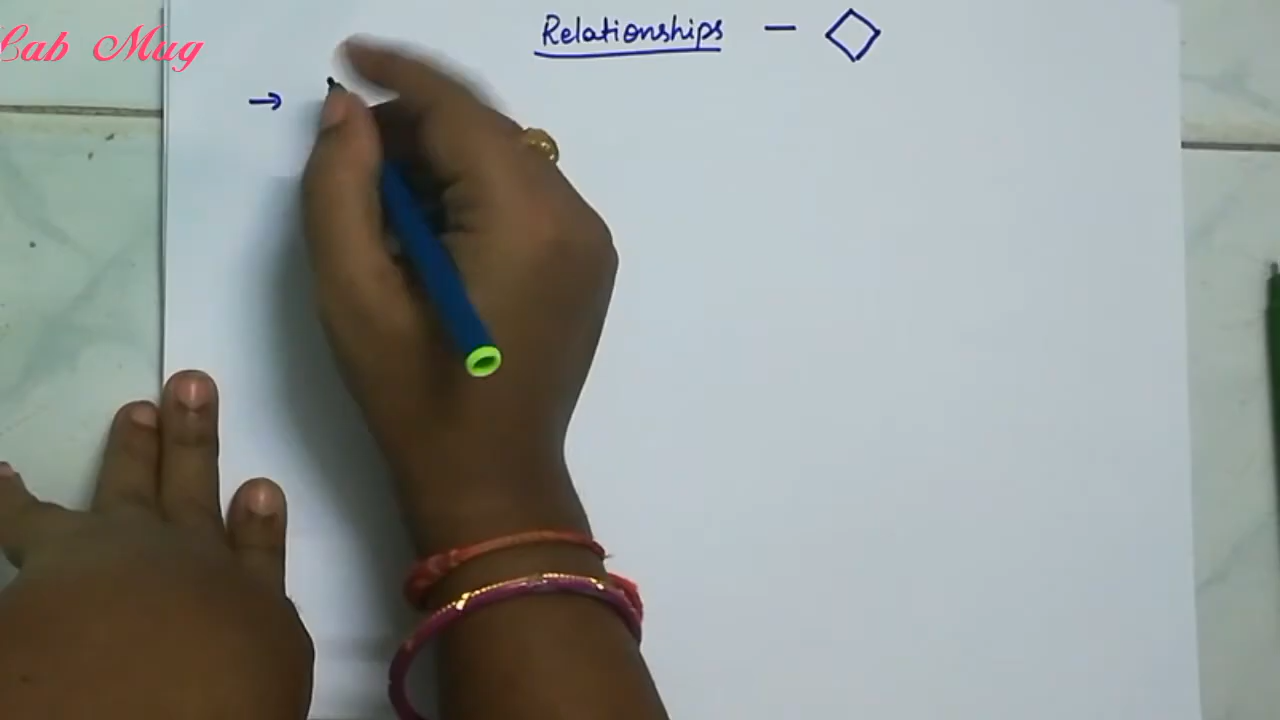 Lab Mug
Relationships – ◇
→